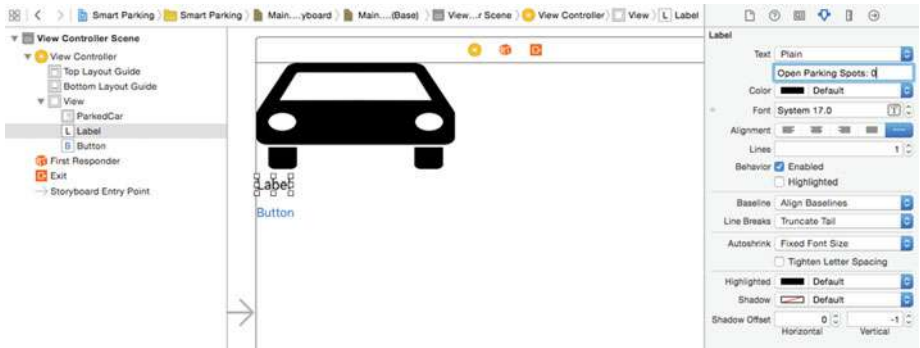 Smart Parking
Smart Parking
Main....yboard
Main....(Base)
View...r Scene
View Controller
View
L Label
View Controller Scene
View Controller
Top Layout Guide
Bottom Layout Guide
View
ParkedCar
L Label
B Button
First Responder
Exit
Storyboard Entry Point
Label
Button
Label
Text Plain
Open Parking Spots: 0
Color Default
Font System 17.0
Alignment
Lines 1
Behavior Enabled
Highlighted
Baseline Align Baselines
Line Breaks Truncate Tail
Autoshrink Fixed Font Size
Tighten Letter Spacing
Highlighted Default
Shadow Default
Shadow Offset 0 -1
Horizontal Vertical